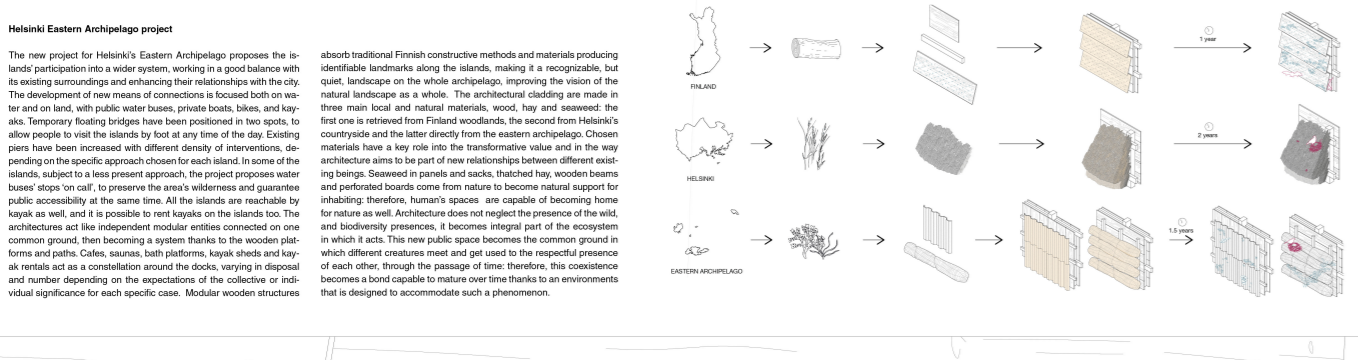 Helsinki Eastern Archipelago project
The new project for Helsinki's Eastern Archipelago proposes the is-
lands' participation into a wider system, working in a good balance with
its existing surroundings and enhancing their relationships with the city.
The development of new means of connections is focused both on wa-
ter and on land, with public water buses, private boats, bikes, and kay-
aks. Temporary floating bridges have been positioned in two spots, to
allow people to visit the islands by foot at any time of the day. Existing
piers have been increased with different density of interventions, de-
pending on the specific approach chosen for each island. In some of the
islands, subject to a less present approach, the project proposes water
buses' stops 'on call', to preserve the area's wilderness and guarantee
public accessibility at the same time. All the islands are reachable by
kayak as well, and it is possible to rent kayaks on the islands too. The
architectures act like independent modular entities connected on one
common ground, then becoming a system thanks to the wooden plat-
forms and paths. Cafes, saunas, bath platforms, kayak sheds and kay-
ak rentals act as a constellation around the docks, varying in disposal
and number depending on the expectations of the collective or indi-
vidual significance for each specific case. Modular wooden structures
absorb traditional Finnish constructive methods and materials producing
identifiable landmarks along the islands, making it a recognizable, but
quiet, landscape on the whole archipelago, improving the vision of the
natural landscape as a whole. The architectural cladding are made in
three main local and natural materials, wood, hay and seaweed: the
first one is retrieved from Finland woodlands, the second from Helsinki's
countryside and the latter directly from the eastern archipelago. Chosen
materials have a key role into the transformative value and in the way
architecture aims to be part of new relationships between different exist-
ing beings. Seaweed in panels and sacks, thatched hay, wooden beams
and perforated boards come from nature to become natural support for
inhabiting: therefore, human's spaces are capable of becoming home
for nature as well. Architecture does not neglect the presence of the wild,
and biodiversity presences, it becomes integral part of the ecosystem
in which it acts. This new public space becomes the common ground in
which different creatures meet and get used to the respectful presence
of each other, through the passage of time: therefore, this coexistence
becomes a bond capable to mature over time thanks to an environments
that is designed to accommodate such a phenomenon.
FINLAND
1 year
HELSINKI
2 years
EASTERN ARCHIPELAGO
1.5 years